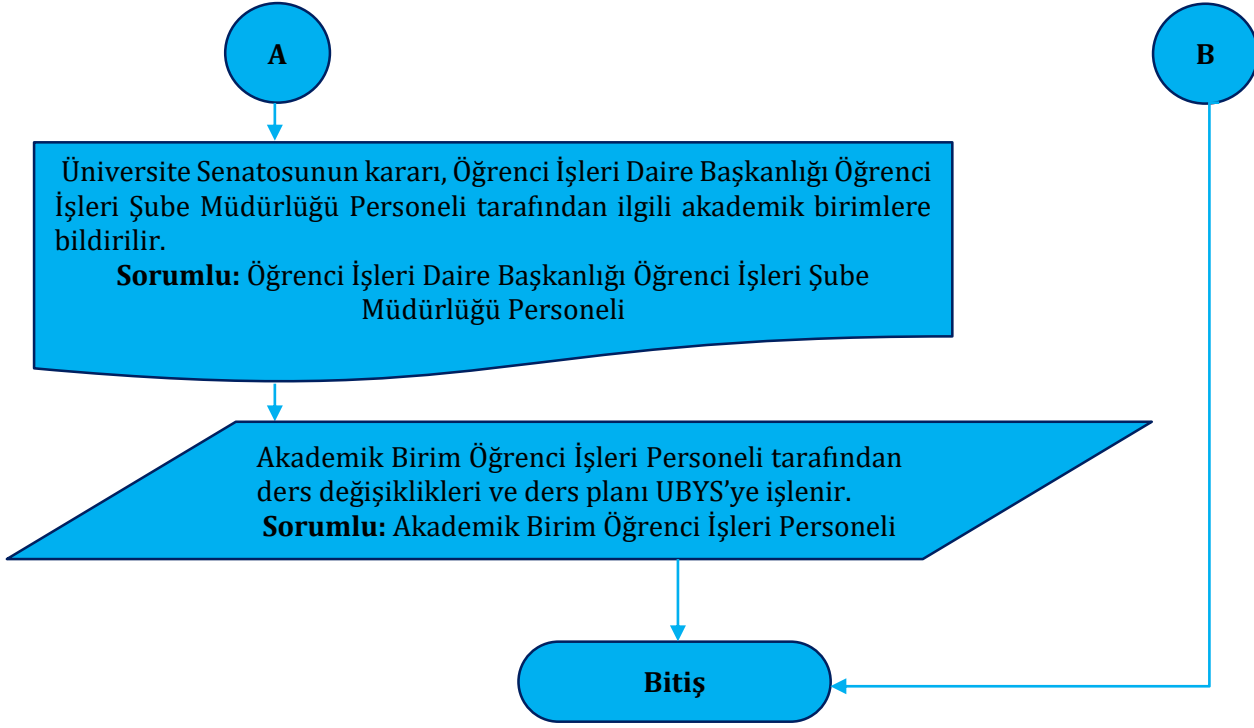 A
B
Üniversite Senatosunun kararı, Öğrenci İşleri Daire Başkanlığı Öğrenci
İşleri Şube Müdürlüğü Personeli tarafından ilgili akademik birimlere
bildirilir.
Sorumlu: Öğrenci İşleri Daire Başkanlığı Öğrenci İşleri Şube
Müdürlüğü Personeli
Akademik Birim Öğrenci İşleri Personeli tarafından
ders değişiklikleri ve ders planı UBYS’ye işlenir.
Sorumlu: Akademik Birim Öğrenci İşleri Personeli
Bitiş